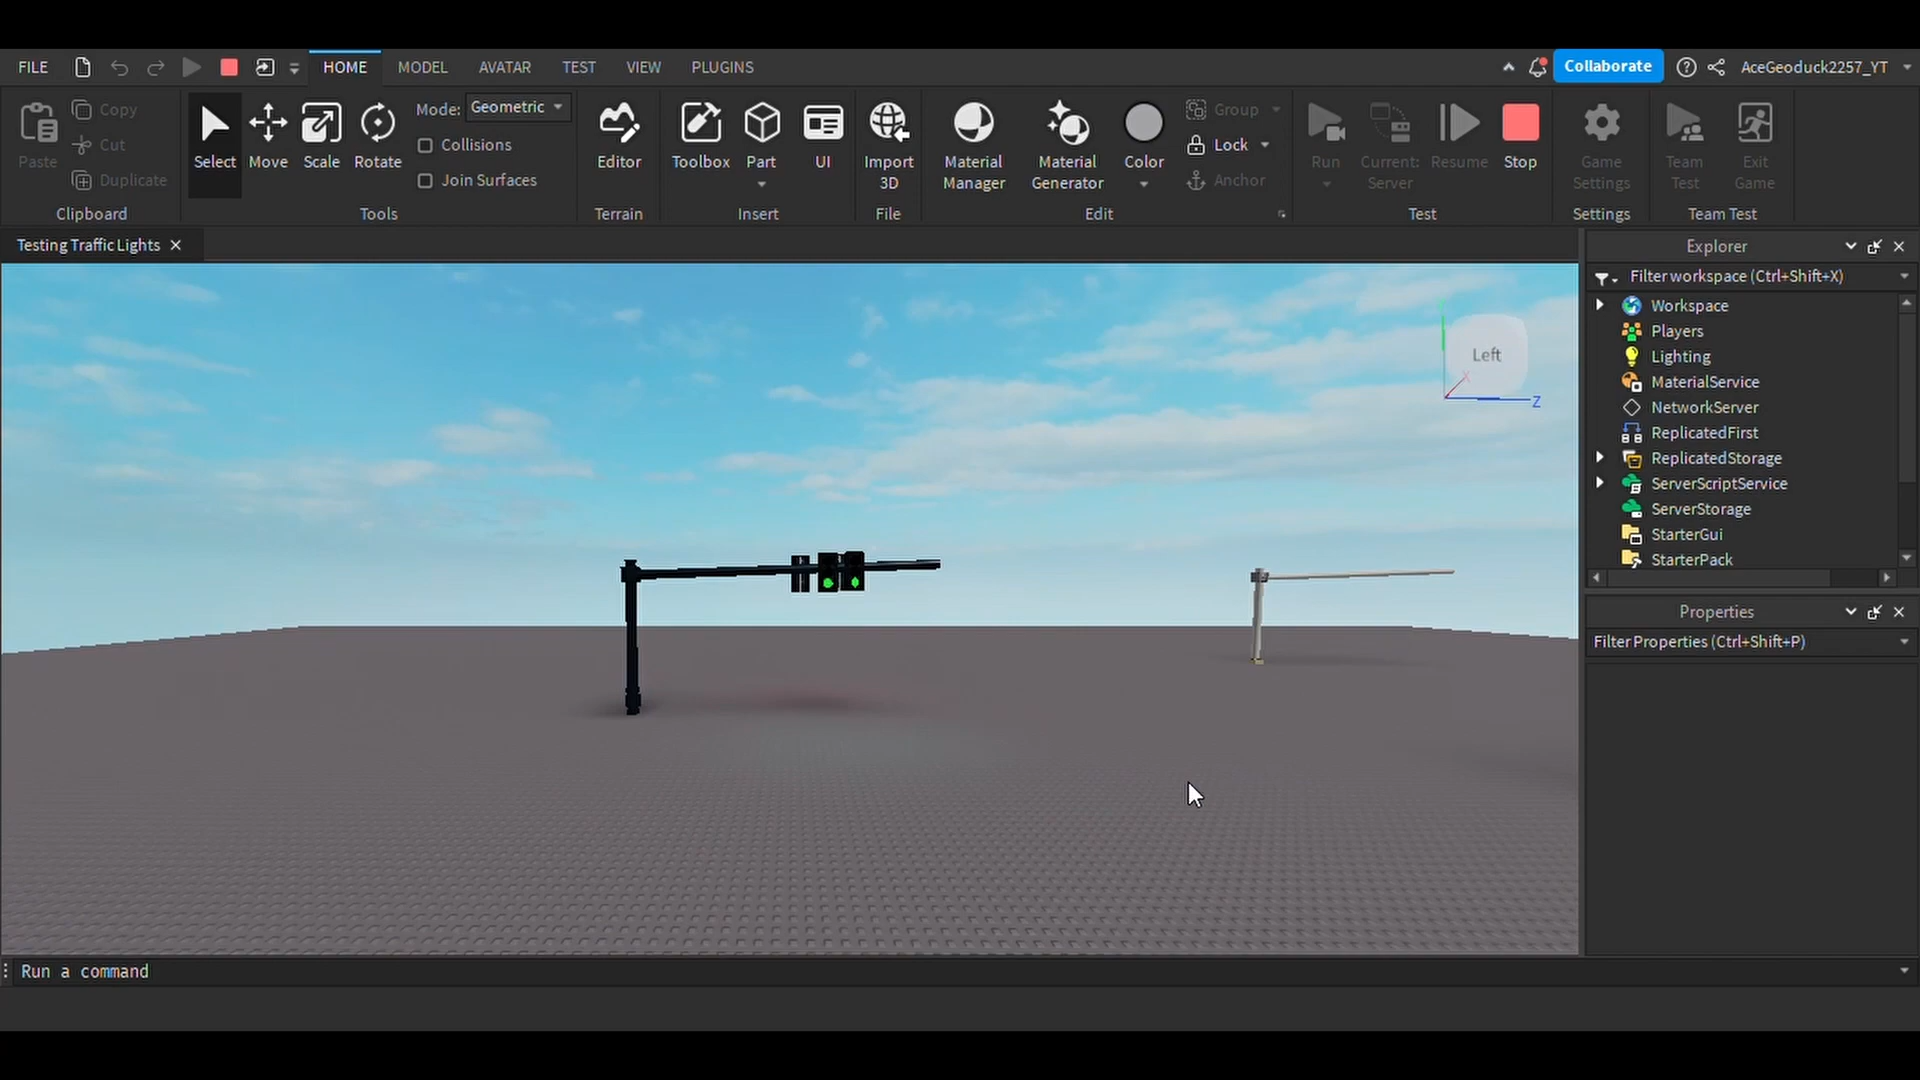 FILE HOME MODEL AVATAR TEST VIEW PLUGINS Collaborate AceGeoduck2257_YT
Paste Copy Cut Duplicate
Select Move Scale Rotate
Mode: Geometric
Collisions
Join Surfaces
Editor
Toolbox Part UI
Import 3D
Material Manager
Material Generator
Color
Group
Lock
Anchor
Run
Current: Server
Resume
Stop
Game Settings
Team Test
Exit Game
Clipboard Tools Terrain Insert File Edit Test Settings Team Test
Testing Traffic Lights
Left
X
Z
Explorer
Filter workspace (Ctrl+Shift+X)
Workspace
Players
Lighting
MaterialService
NetworkServer
ReplicatedFirst
ReplicatedStorage
ServerScriptService
ServerStorage
StarterGui
StarterPack
Properties
Filter Properties (Ctrl+Shift+P)
Run a command